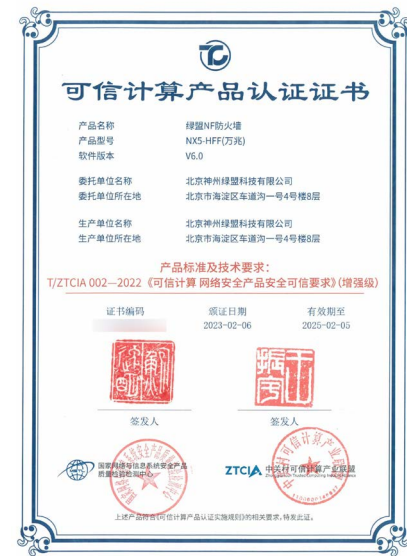 可信计算产品认证证书
产品名称 绿盟NF防火墙
产品型号 NX5-HFF(万兆)
软件版本 V6.0
委托单位名称 北京神州绿盟科技有限公司
委托单位所在地 北京市海淀区车道沟一号4号楼8层
生产单位名称 北京神州绿盟科技有限公司
生产单位所在地 北京市海淀区车道沟一号4号楼8层
产品标准及技术要求：
T/ZTCIA 002—2022《可信计算 网络安全产品安全可信要求》(增强级)
证书编码 颁证日期 有效期至
2023-02-06 2025-02-05
签发人 签发人
国家网络与信息系统安全产品
质量检验检测中心
ZTCIA 中关村可信计算产业联盟
上述产品符合《可信计算产品认证实施规则》的相关要求，特发此证。